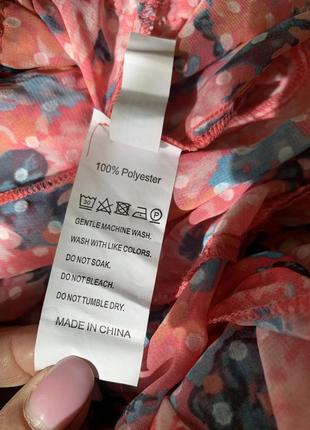 100% Polyester
30 P
GENTLE MACHINE WASH.
WASH WITH LIKE COLORS.
DO NOT SOAK.
DO NOT BLEACH.
DO NOT TUMBLE DRY.
MADE IN CHINA